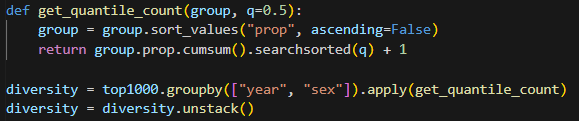 def get_quantile_count(group, q=0.5):
    group = group.sort_values("prop", ascending=False)
    return group.prop.cumsum().searchsorted(q) + 1

diversity = top1000.groupby(["year", "sex"]).apply(get_quantile_count)
diversity = diversity.unstack()